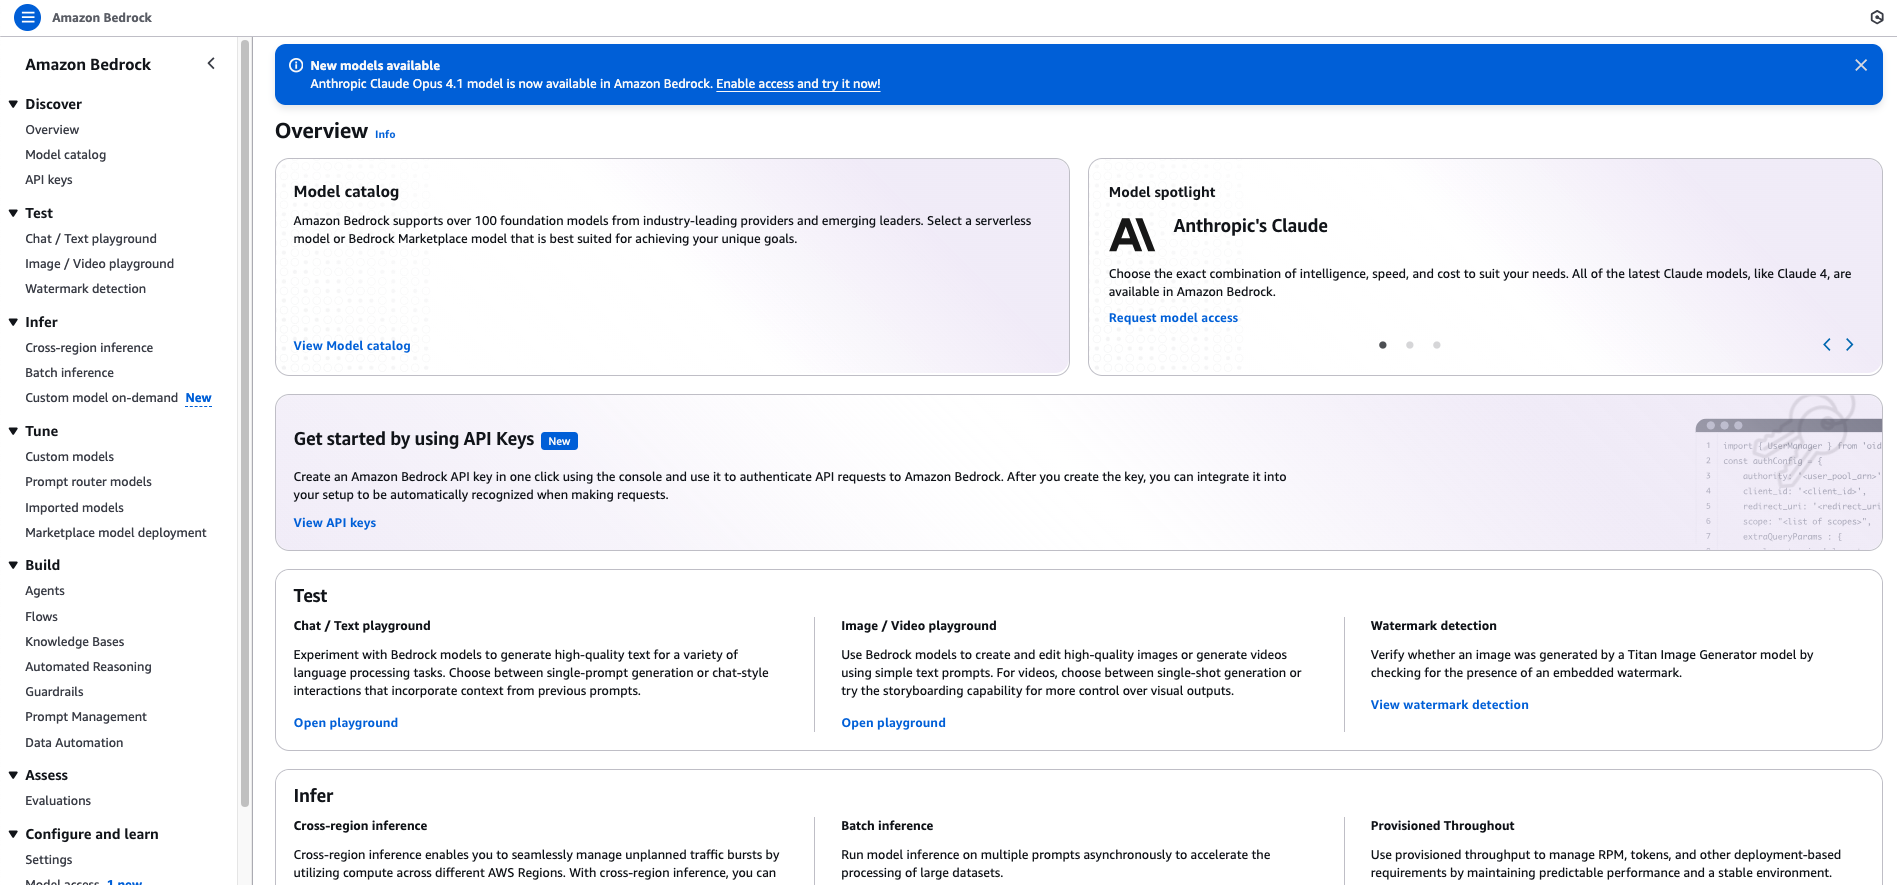 Amazon Bedrock
Amazon Bedrock
Discover
Overview
Model catalog
API keys
Test
Chat / Text playground
Image / Video playground
Watermark detection
Infer
Cross-region inference
Batch inference
Custom model on-demand New
Tune
Custom models
Prompt router models
Imported models
Marketplace model deployment
Build
Agents
Flows
Knowledge Bases
Automated Reasoning
Guardrails
Prompt Management
Data Automation
Assess
Evaluations
Configure and learn
Settings
Model access 1 new
New models available
Anthropic Claude Opus 4.1 model is now available in Amazon Bedrock. Enable access and try it now!
Overview Info
Model catalog
Amazon Bedrock supports over 100 foundation models from industry-leading providers and emerging leaders. Select a serverless
model or Bedrock Marketplace model that is best suited for achieving your unique goals.
View Model catalog
Model spotlight
Anthropic's Claude
Choose the exact combination of intelligence, speed, and cost to suit your needs. All of the latest Claude models, like Claude 4, are
available in Amazon Bedrock.
Request model access
Get started by using API Keys New
Create an Amazon Bedrock API key in one click using the console and use it to authenticate API requests to Amazon Bedrock. After you create the key, you can integrate it into
your setup to be automatically recognized when making requests.
View API keys
1 import { UserManager } from 'oid
2 const authConfig = {
3 authority: '<user_pool_arn>'
4 client_id: '<client_id>',
5 redirect_uri: "<redirect_uri
6 scope: "<list of scopes>",
7 extraQueryParams : {
Test
Chat / Text playground
Experiment with Bedrock models to generate high-quality text for a variety of
language processing tasks. Choose between single-prompt generation or chat-style
interactions that incorporate context from previous prompts.
Open playground
Image / Video playground
Use Bedrock models to create and edit high-quality images or generate videos
using simple text prompts. For videos, choose between single-shot generation or
try the storyboarding capability for more control over visual outputs.
Open playground
Watermark detection
Verify whether an image was generated by a Titan Image Generator model by
checking for the presence of an embedded watermark.
View watermark detection
Infer
Cross-region inference
Cross-region inference enables you to seamlessly manage unplanned traffic bursts by
utilizing compute across different AWS Regions. With cross-region inference, you can
Batch inference
Run model inference on multiple prompts asynchronously to accelerate the
processing of large datasets.
Provisioned Throughout
Use provisioned throughput to manage RPM, tokens, and other deployment-based
requirements by maintaining predictable performance and a stable environment.